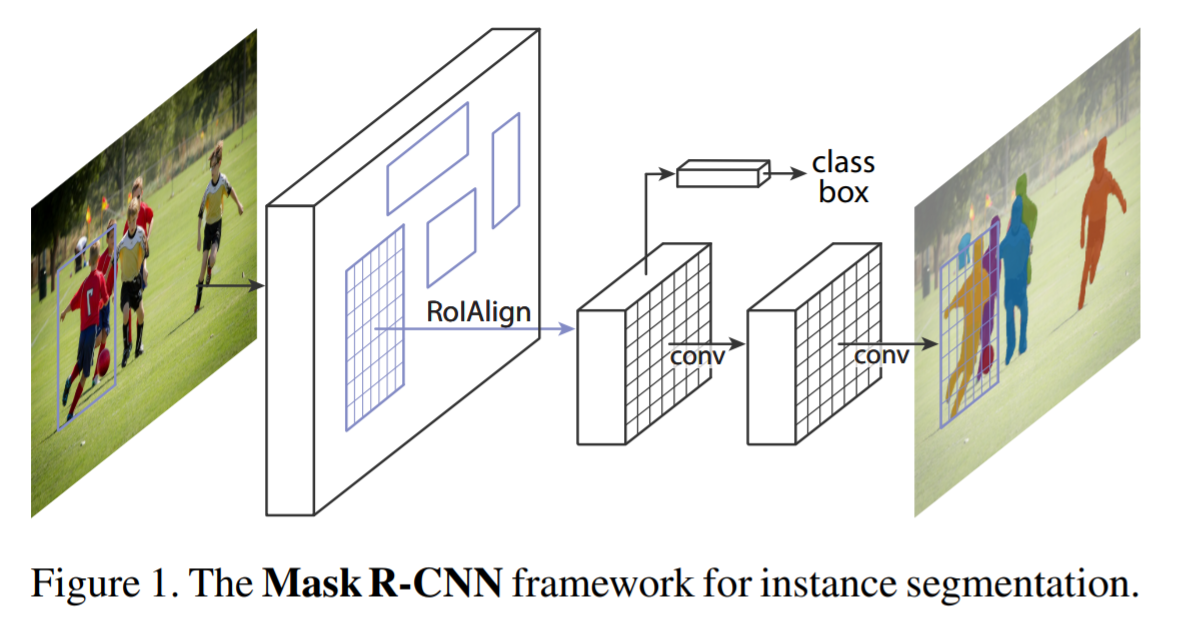 class
box
RoIAlign
conv
conv
Figure 1. The Mask R-CNN framework for instance segmentation.